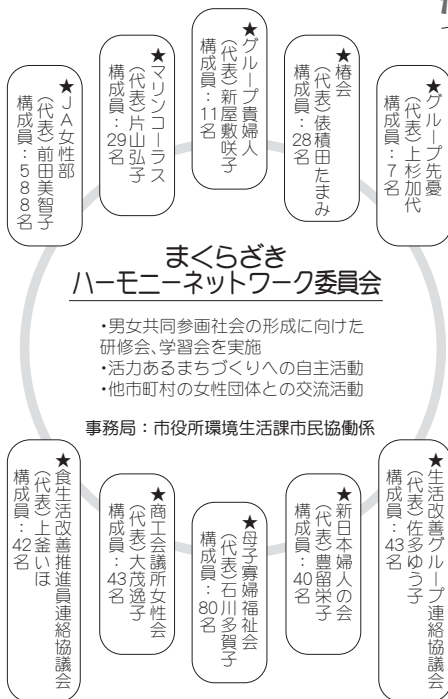 ★グループ先憂
(代表)上杉加代
構成員:7名
★椿会
(代表)俵積田たまみ
構成員:28名
★グループ貴婦人
(代表)新屋敷咲子
構成員:11名
★マリンコーラス
(代表)片山弘子
構成員:29名
★JA女性部
(代表)前田美智子
構成員:588名
まくらざき
ハーモニーネットワーク委員会
・男女共同参画社会の形成に向けた
研修会、学習会を実施
・活力あるまちづくりへの自主活動
・他市町村の女性団体との交流活動
事務局:市役所環境生活課市民協働係
★生活改善グループ連絡協議会
(代表)佐多ゆう子
構成員:43名
★新日本婦人の会
(代表)豊留栄子
構成員:40名
★母子寡婦福祉会
(代表)石川多賀子
構成員:80名
★商工会議所女性会
(代表)大茂逸子
構成員:43名
★食生活改善推進員連絡協議会
(代表)上釜いほ
構成員:42名